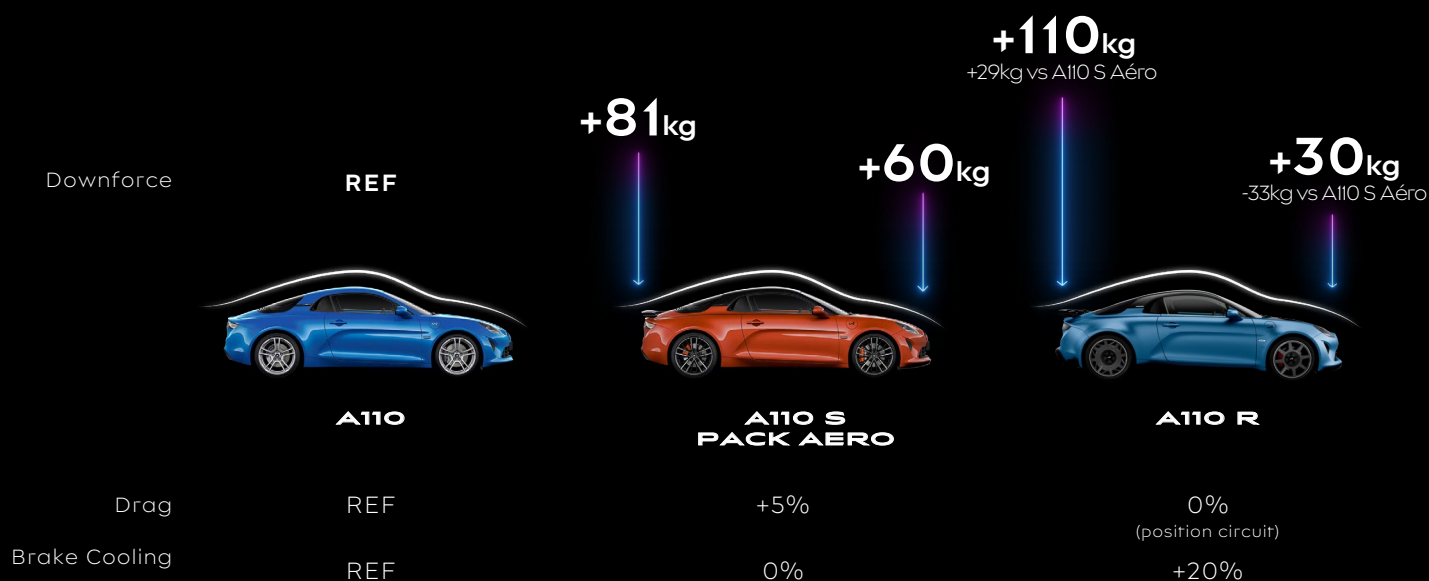 +110kg
+29kg vs A110 S Aéro
+81kg
+60kg
+30kg
-33kg vs A110 S Aéro
Downforce
REF
A110
A110 S
PACK AERO
A110 R
Drag
REF
+5%
0%
(position circuit)
Brake Cooling
REF
0%
+20%